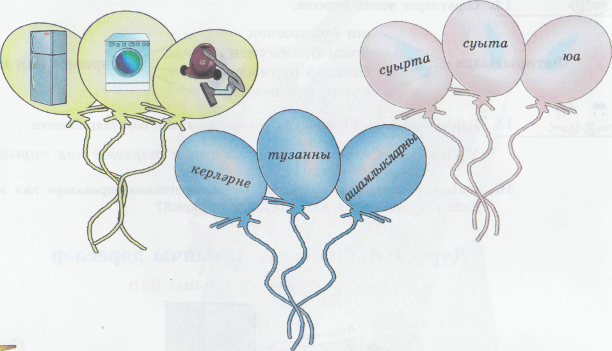 суырта
суыта
юа
керләрне
тузанны
ашамлыкларны